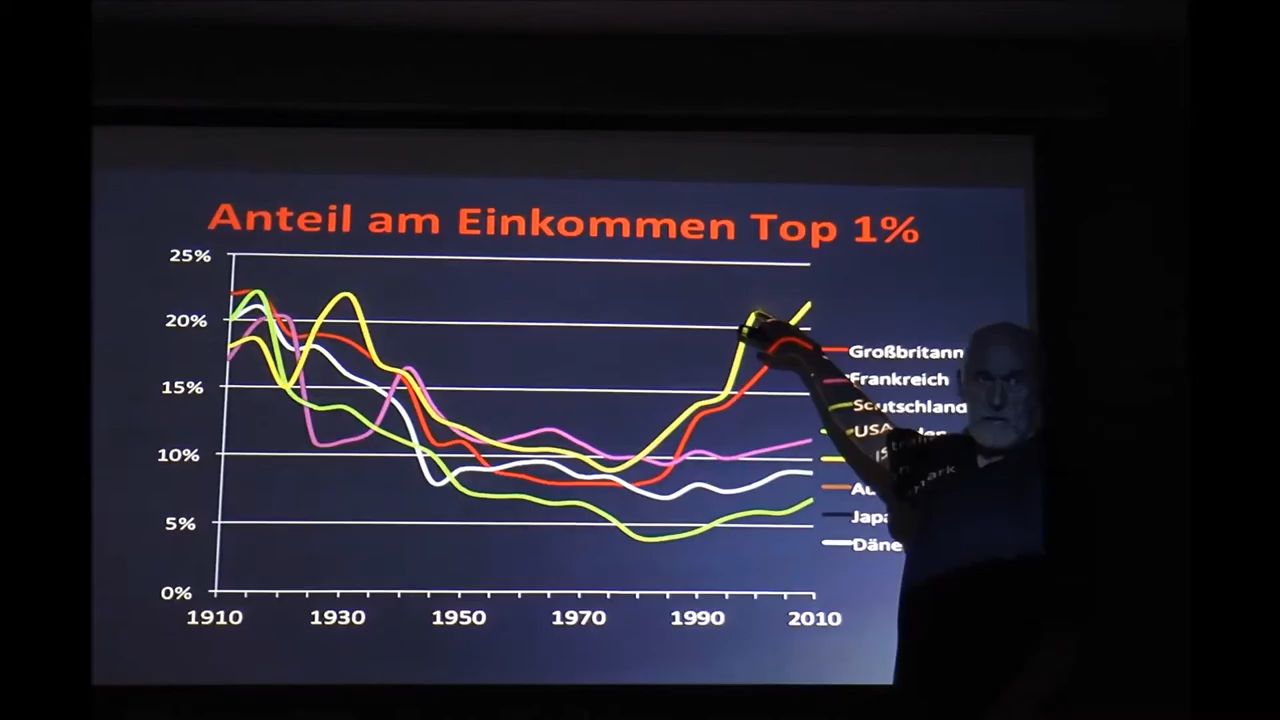 Anteil am Einkommen Top 1%
25%
20%
15%
10%
5%
0%
1910 1930 1950 1970 1990 2010
Großbritann
Frankreich
USA
Däne